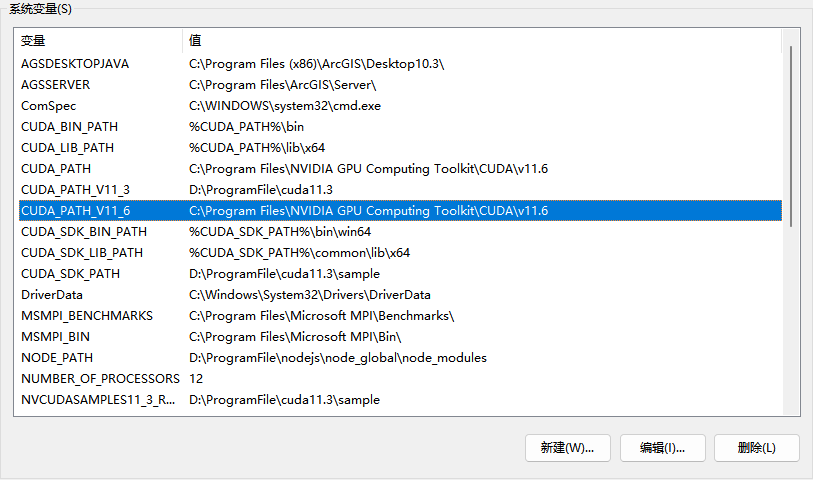 系统变量(S)
变量 值
AGSDESKTOPJAVA C:\Program Files (x86)\ArcGIS\Desktop10.3\
AGSSERVER C:\Program Files\ArcGIS\Server\
ComSpec C:\WINDOWS\system32\cmd.exe
CUDA_BIN_PATH %CUDA_PATH%\bin
CUDA_LIB_PATH %CUDA_PATH%\lib\x64
CUDA_PATH C:\Program Files\NVIDIA GPU Computing Toolkit\CUDA\v11.6
CUDA_PATH_V11_3 D:\ProgramFile\cuda11.3
CUDA_PATH_V11_6 C:\Program Files\NVIDIA GPU Computing Toolkit\CUDA\v11.6
CUDA_SDK_BIN_PATH %CUDA_SDK_PATH%\bin\win64
CUDA_SDK_LIB_PATH %CUDA_SDK_PATH%\common\lib\x64
CUDA_SDK_PATH D:\ProgramFile\cuda11.3\sample
DriverData C:\Windows\System32\Drivers\DriverData
MSMPI_BENCHMARKS C:\Program Files\Microsoft MPI\Benchmarks\
MSMPI_BIN C:\Program Files\Microsoft MPI\Bin\
NODE_PATH D:\ProgramFile\nodejs\node_global\node_modules
NUMBER_OF_PROCESSORS 12
NVCUDASAMPLES11_3_R... D:\ProgramFile\cuda11.3\sample
新建(W)... 编辑(I)... 删除(L)